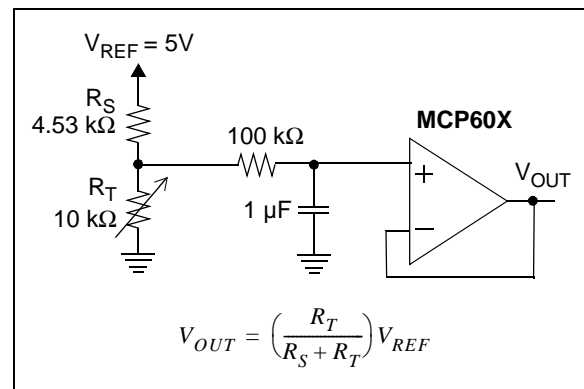 V_REF = 5V
R_S
4.53 kΩ
100 kΩ
MCP60X
R_T
10 kΩ
1 µF
+
−
V_OUT
V_OUT = (R_T / (R_S + R_T)) V_REF